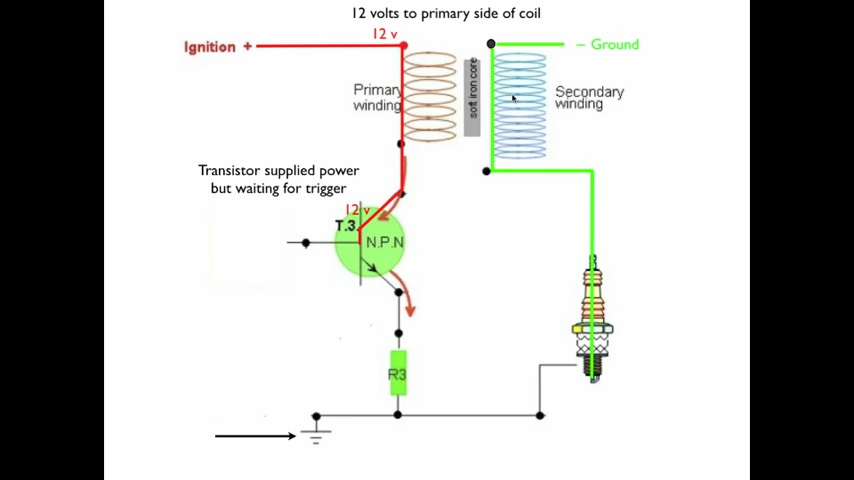 12 volts to primary side of coil
12 v
Ignition +
– Ground
Primary
winding
soft iron core
Secondary
winding
Transistor supplied power
but waiting for trigger
12 v
T.3.
N.P.N
R3